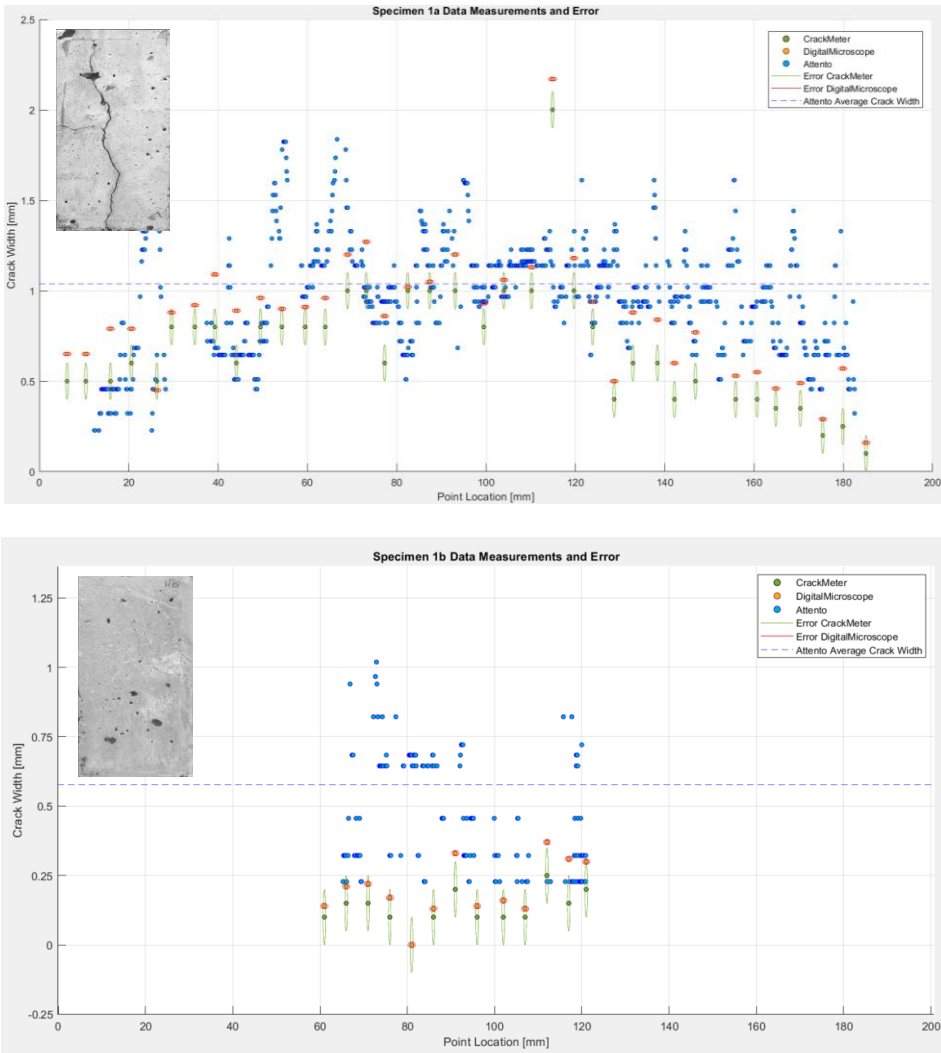 Specimen 1a Data Measurements and Error
2.5
2
1.5
1
0.5
0
Crack Width [mm]
CrackMeter
DigitalMicroscope
Attento
Error CrackMeter
Error DigitalMicroscope
Attento Average Crack Width
0 20 40 60 80 100 120 140 160 180 200
Point Location [mm]
Specimen 1b Data Measurements and Error
1.25
1
0.75
0.5
0.25
0
-0.25
Crack Width [mm]
CrackMeter
DigitalMicroscope
Attento
Error CrackMeter
Error DigitalMicroscope
Attento Average Crack Width
0 20 40 60 80 100 120 140 160 180 200
Point Location [mm]